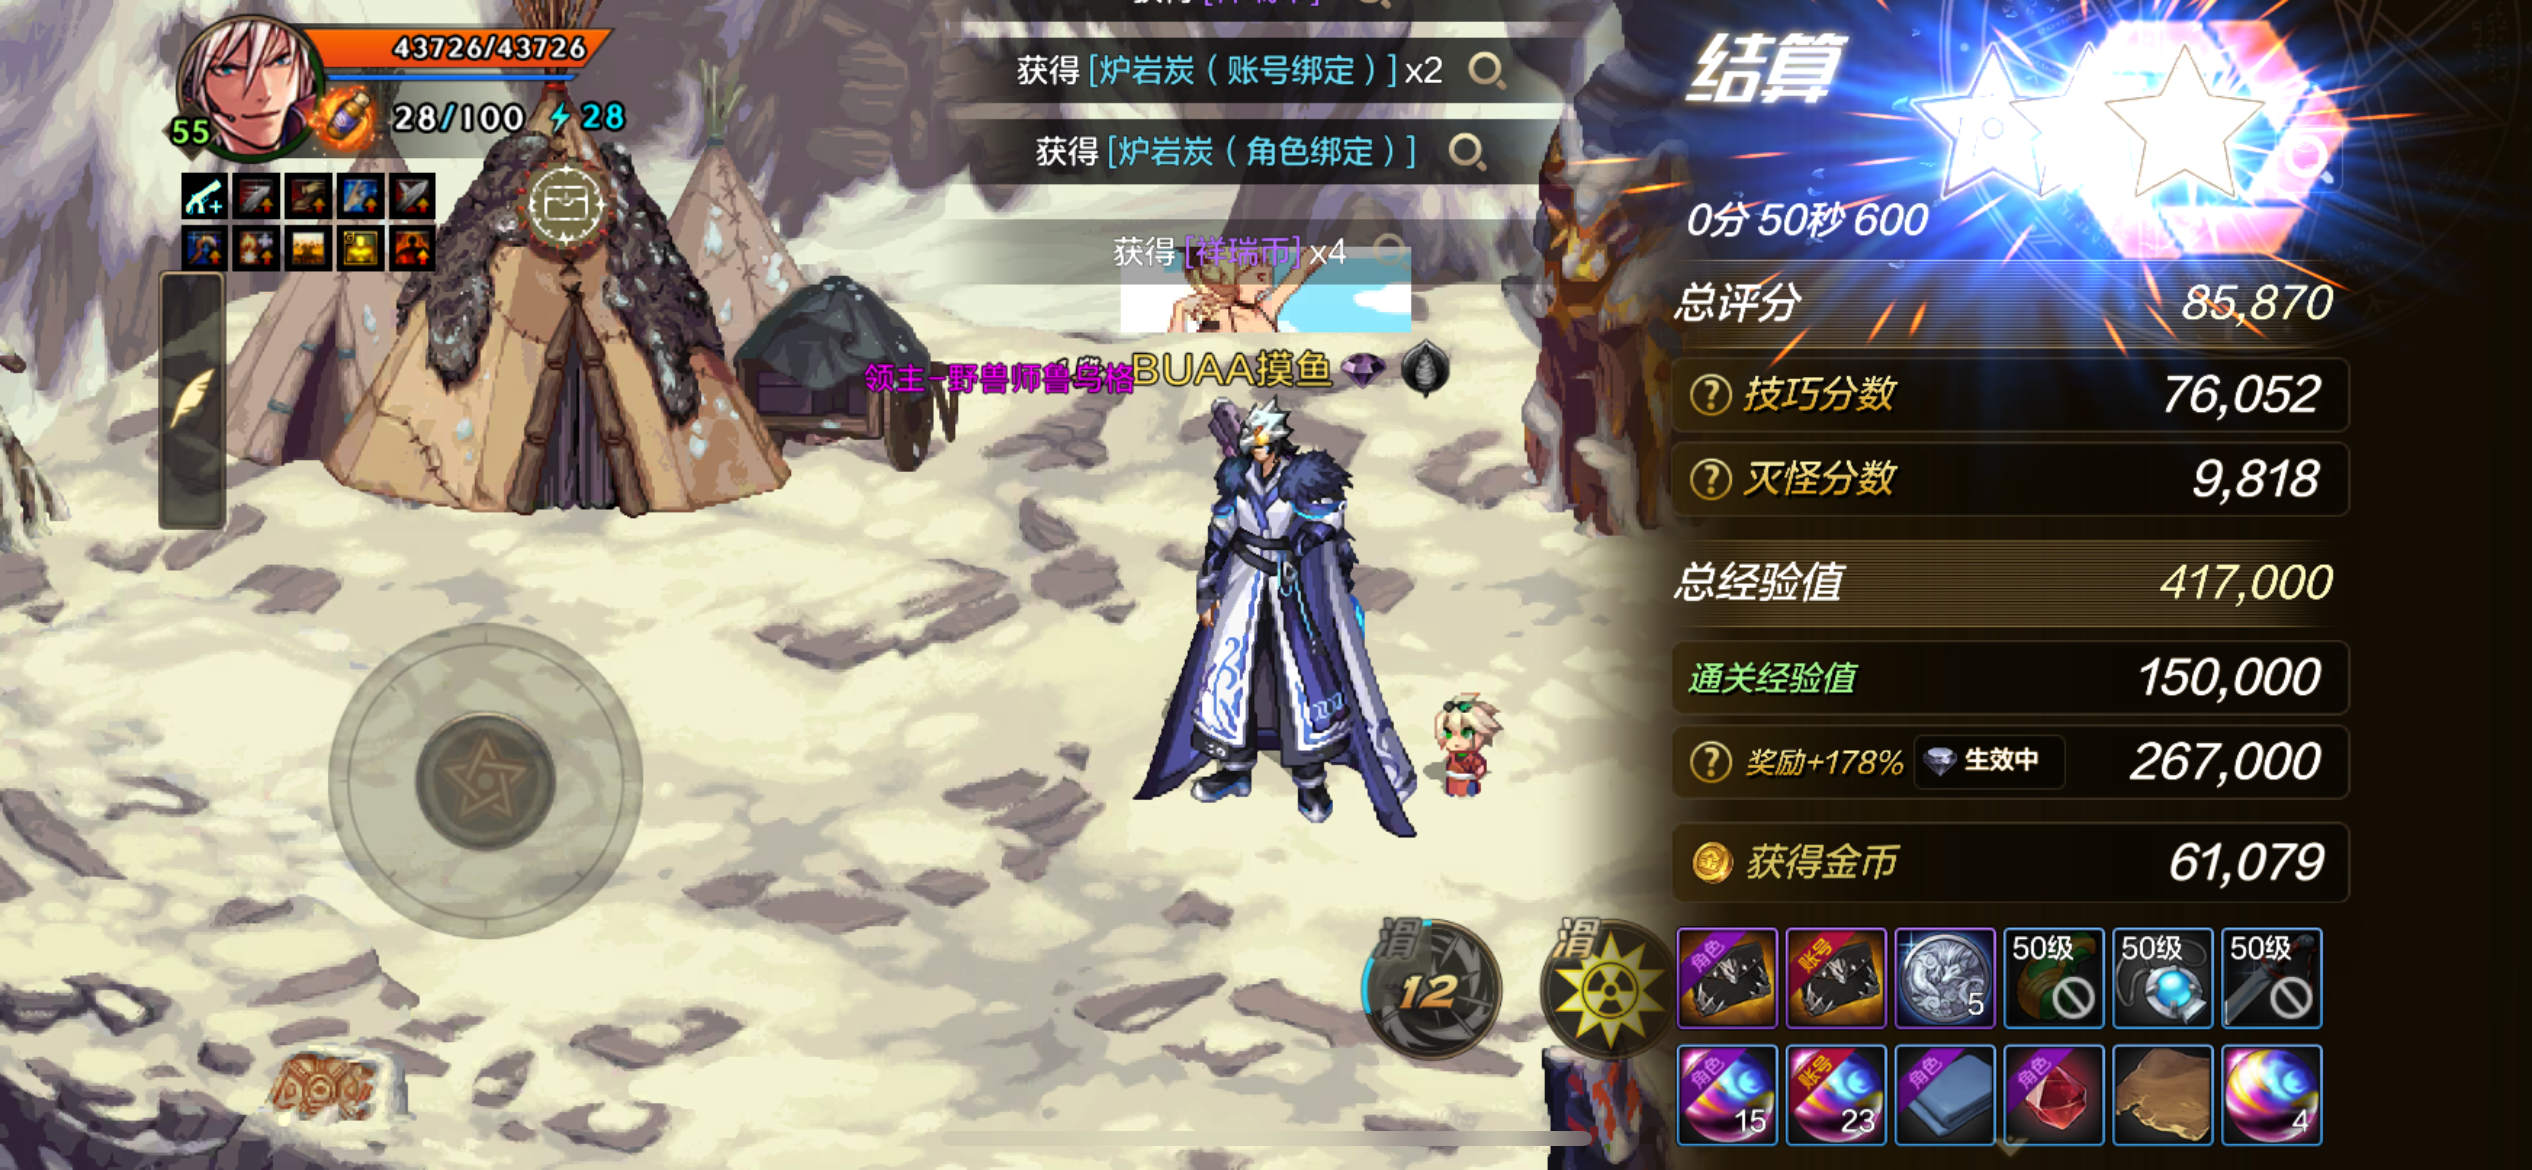 43726/43726
55
28/100
28
获得[炉岩炭（账号绑定）]x2
获得[炉岩炭（角色绑定）]
获得[祥瑞币]x4
领主-野兽师鲁乌格
BUAA摸鱼
滑
12
滑
结算
0分50秒600
总评分
85,870
? 技巧分数
76,052
? 灭怪分数
9,818
总经验值
417,000
通关经验值
150,000
? 奖励+178%
生效中
267,000
获得金币
61,079
角色
账号
5
50级
50级
50级
角色 15
账号 23
角色
角色
4